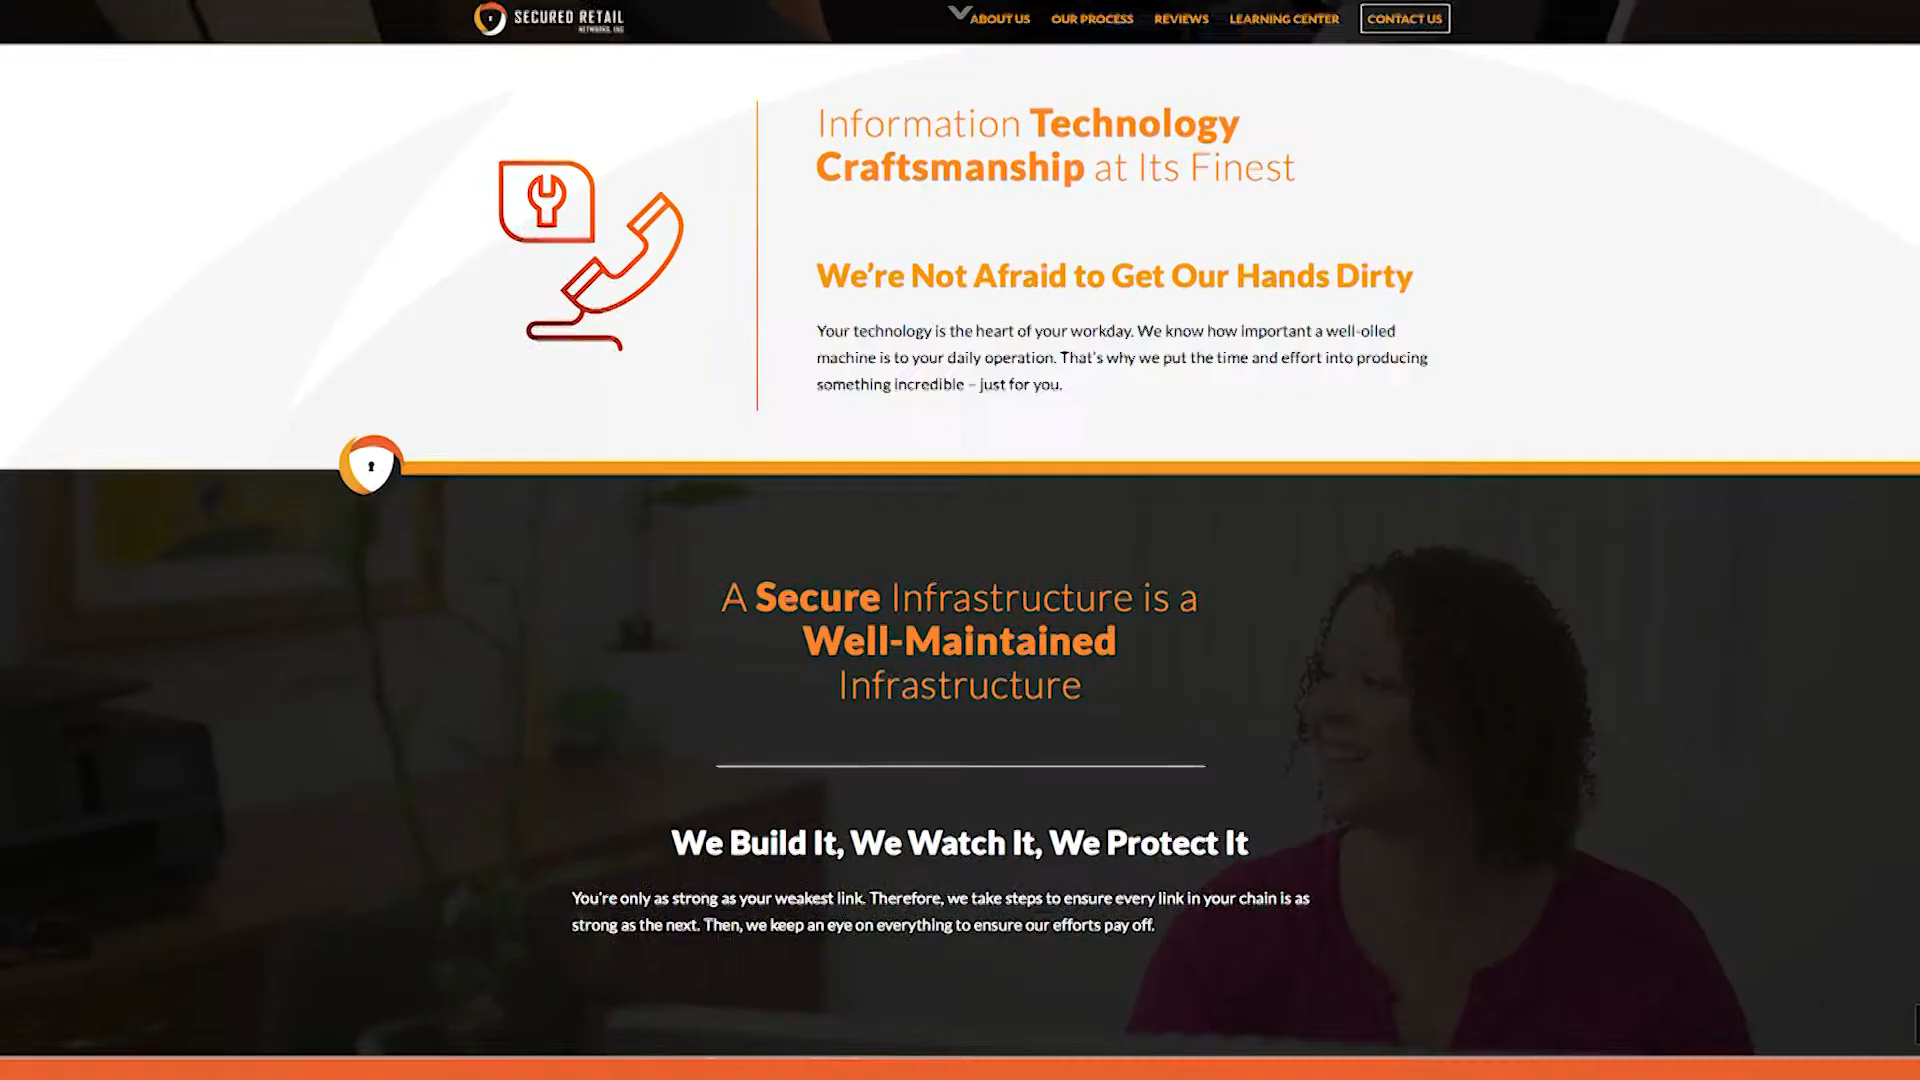 SECURED RETAIL
NETWORKS, INC
ABOUT US
OUR PROCESS
REVIEWS
LEARNING CENTER
CONTACT US
Information Technology
Craftsmanship at Its Finest
We're Not Afraid to Get Our Hands Dirty
Your technology is the heart of your workday. We know how important a well-oiled
machine is to your daily operation. That's why we put the time and effort into producing
something incredible – just for you.
A Secure Infrastructure is a
Well-Maintained
Infrastructure
We Build It, We Watch It, We Protect It
You're only as strong as your weakest link. Therefore, we take steps to ensure every link in your chain is as
strong as the next. Then, we keep an eye on everything to ensure our efforts pay off.